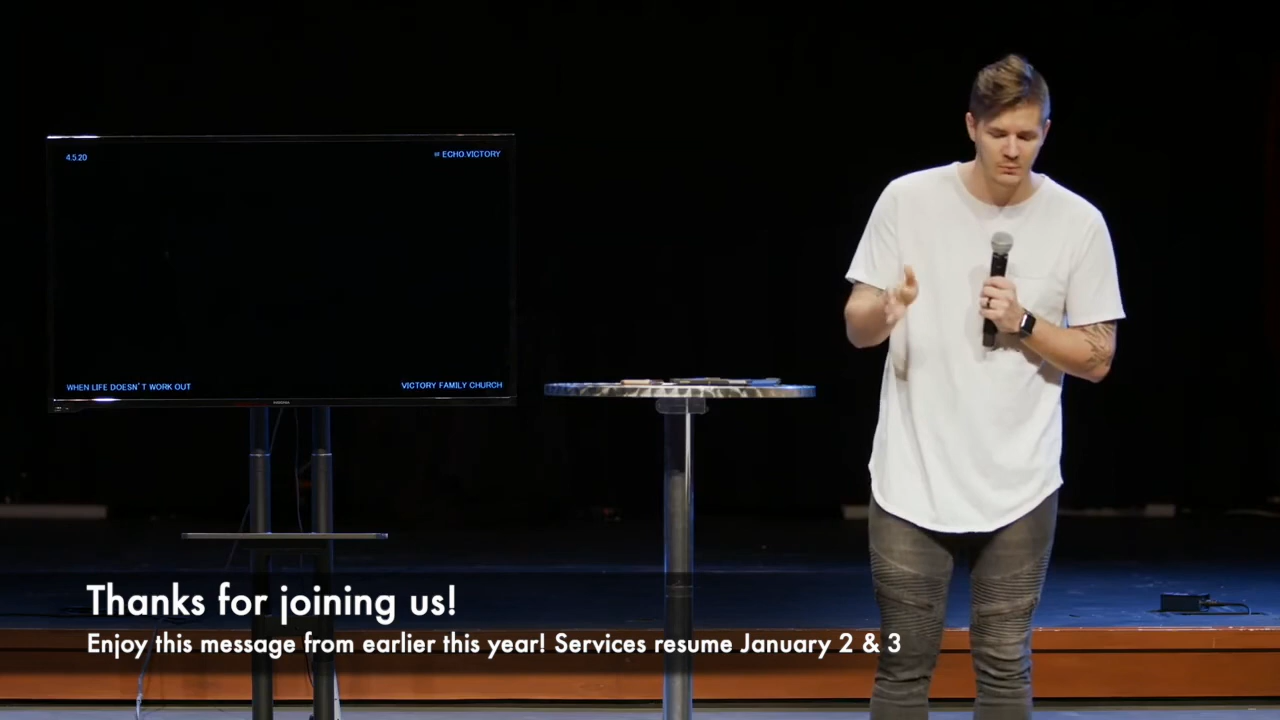 4.5.20
ECHO.VICTORY
WHEN LIFE DOESN'T WORK OUT
VICTORY FAMILY CHURCH
Thanks for joining us!
Enjoy this message from earlier this year! Services resume January 2 & 3